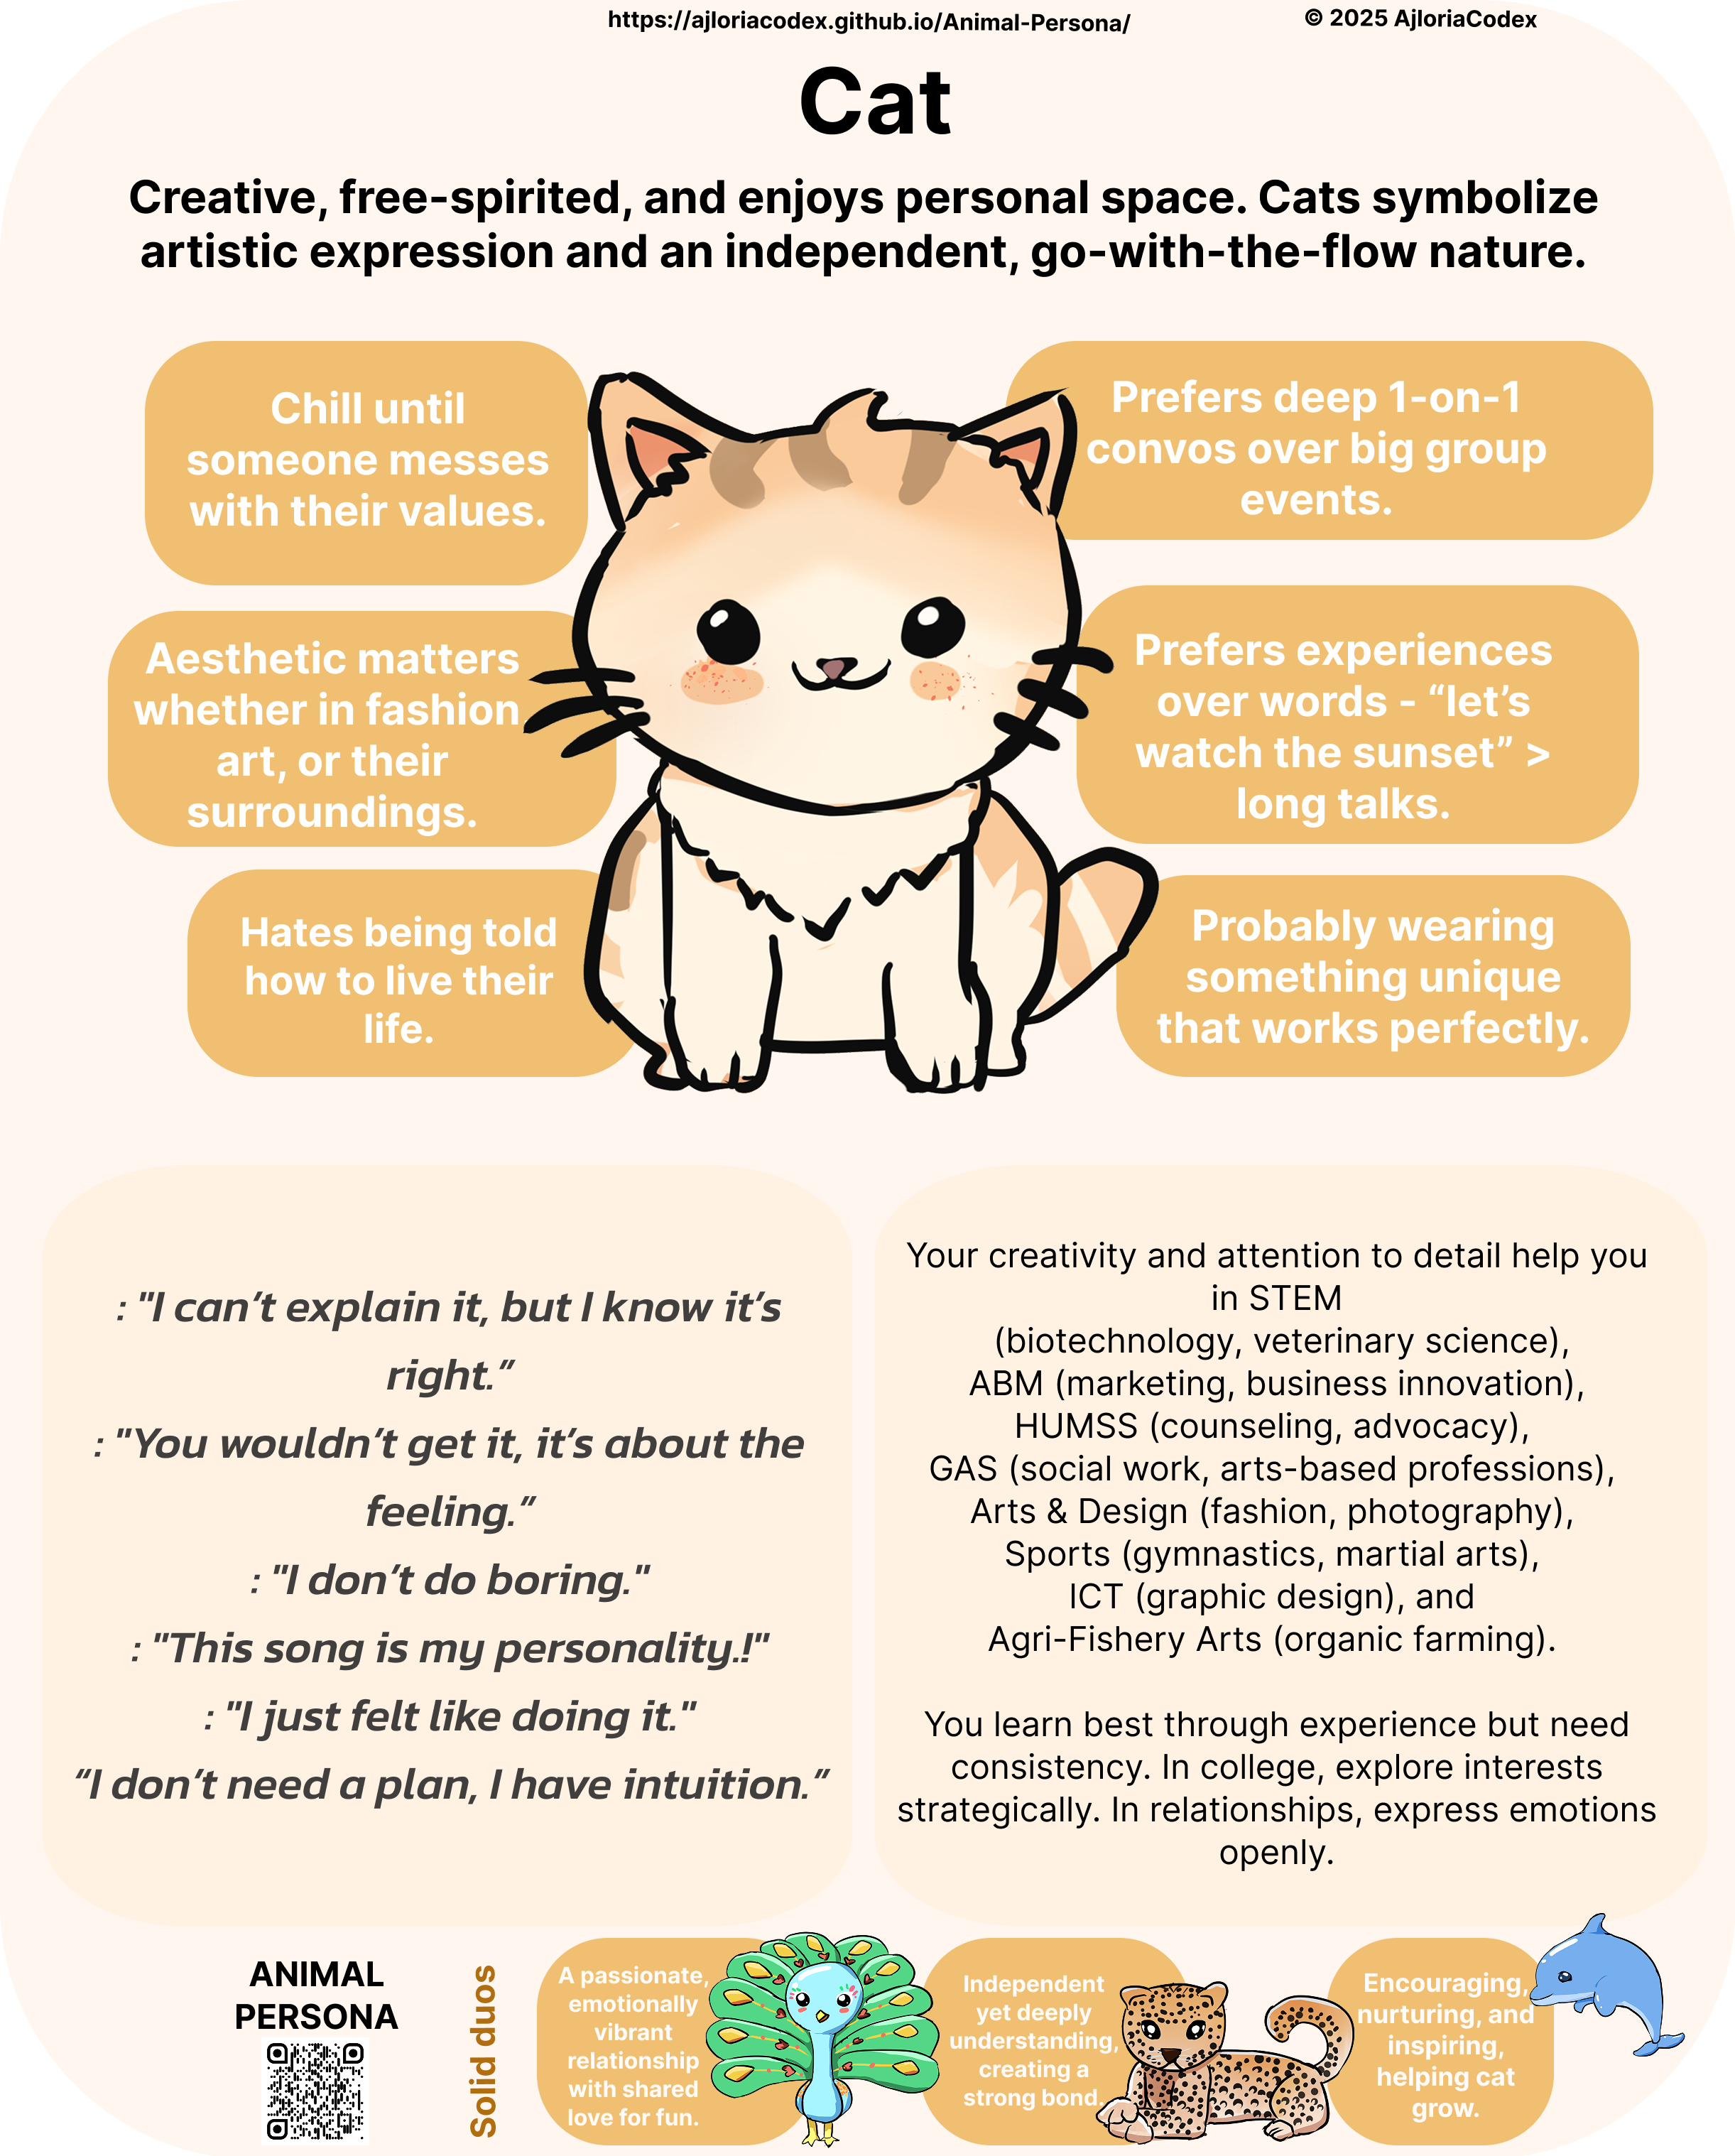 https://ajloriacodex.github.io/Animal-Persona/
© 2025 AjloriaCodex
Cat
Creative, free-spirited, and enjoys personal space. Cats symbolize
artistic expression and an independent, go-with-the-flow nature.
Chill until
someone messes
with their values.
Prefers deep 1-on-1
convos over big group
events.
Aesthetic matters
whether in fashion,
art, or their
surroundings.
Prefers experiences
over words - “let’s
watch the sunset” >
long talks.
Hates being told
how to live their
life.
Probably wearing
something unique
that works perfectly.
: "I can’t explain it, but I know it’s
right.”
: "You wouldn’t get it, it’s about the
feeling.”
: "I don’t do boring."
: "This song is my personality.!"
: "I just felt like doing it."
“I don’t need a plan, I have intuition.”
Your creativity and attention to detail help you
in STEM
(biotechnology, veterinary science),
ABM (marketing, business innovation),
HUMSS (counseling, advocacy),
GAS (social work, arts-based professions),
Arts & Design (fashion, photography),
Sports (gymnastics, martial arts),
ICT (graphic design), and
Agri-Fishery Arts (organic farming).
You learn best through experience but need
consistency. In college, explore interests
strategically. In relationships, express emotions
openly.
ANIMAL
PERSONA
Solid duos
A passionate,
emotionally
vibrant
relationship
with shared
love for fun.
Independent
yet deeply
understanding,
creating a
strong bond.
Encouraging,
nurturing, and
inspiring,
helping cat
grow.